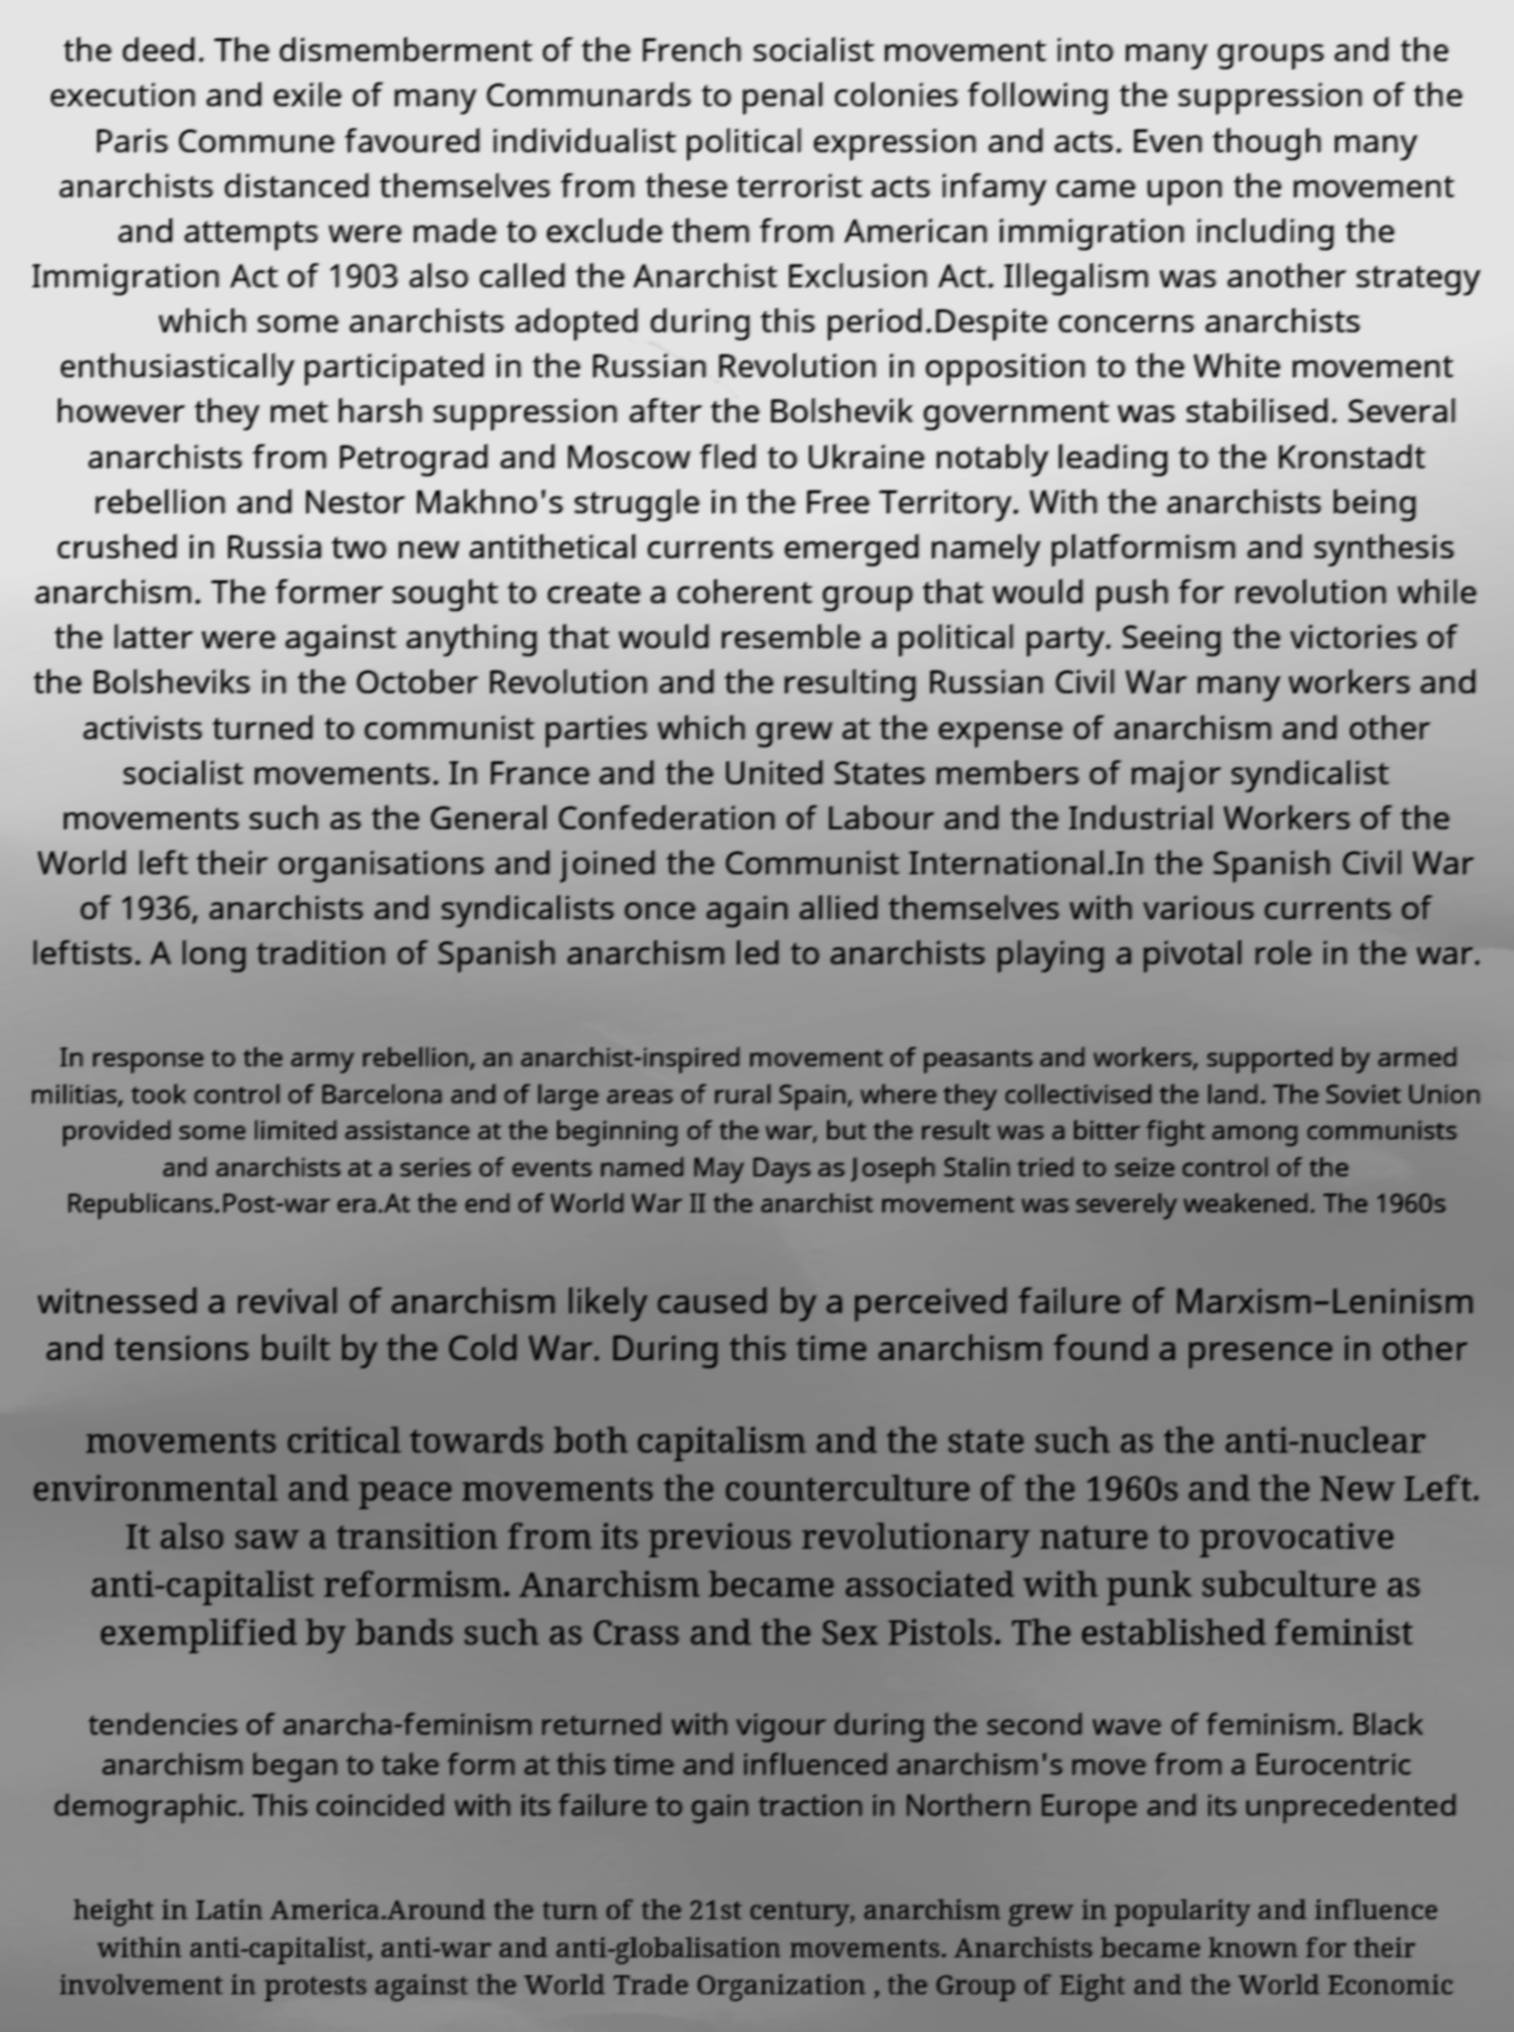 the deed. The dismemberment of the French socialist movement into many groups and the
execution and exile of many Communards to penal colonies following the suppression of the
Paris Commune favoured individualist political expression and acts. Even though many
anarchists distanced themselves from these terrorist acts infamy came upon the movement
and attempts were made to exclude them from American immigration including the
Immigration Act of 1903 also called the Anarchist Exclusion Act. Illegalism was another strategy
which some anarchists adopted during this period.Despite concerns anarchists
enthusiastically participated in the Russian Revolution in opposition to the White movement
however they met harsh suppression after the Bolshevik government was stabilised. Several
anarchists from Petrograd and Moscow fled to Ukraine notably leading to the Kronstadt
rebellion and Nestor Makhno's struggle in the Free Territory. With the anarchists being
crushed in Russia two new antithetical currents emerged namely platformism and synthesis
anarchism. The former sought to create a coherent group that would push for revolution while
the latter were against anything that would resemble a political party. Seeing the victories of
the Bolsheviks in the October Revolution and the resulting Russian Civil War many workers and
activists turned to communist parties which grew at the expense of anarchism and other
socialist movements. In France and the United States members of major syndicalist
movements such as the General Confederation of Labour and the Industrial Workers of the
World left their organisations and joined the Communist International.In the Spanish Civil War
of 1936, anarchists and syndicalists once again allied themselves with various currents of
leftists. A long tradition of Spanish anarchism led to anarchists playing a pivotal role in the war.
In response to the army rebellion, an anarchist-inspired movement of peasants and workers, supported by armed
militias, took control of Barcelona and of large areas of rural Spain, where they collectivised the land. The Soviet Union
provided some limited assistance at the beginning of the war, but the result was a bitter fight among communists
and anarchists at a series of events named May Days as Joseph Stalin tried to seize control of the
Republicans.Post-war era.At the end of World War II the anarchist movement was severely weakened. The 1960s
witnessed a revival of anarchism likely caused by a perceived failure of Marxism–Leninism
and tensions built by the Cold War. During this time anarchism found a presence in other
movements critical towards both capitalism and the state such as the anti-nuclear
environmental and peace movements the counterculture of the 1960s and the New Left.
It also saw a transition from its previous revolutionary nature to provocative
anti-capitalist reformism. Anarchism became associated with punk subculture as
exemplified by bands such as Crass and the Sex Pistols. The established feminist
tendencies of anarcha-feminism returned with vigour during the second wave of feminism. Black
anarchism began to take form at this time and influenced anarchism's move from a Eurocentric
demographic. This coincided with its failure to gain traction in Northern Europe and its unprecedented
height in Latin America.Around the turn of the 21st century, anarchism grew in popularity and influence
within anti-capitalist, anti-war and anti-globalisation movements. Anarchists became known for their
involvement in protests against the World Trade Organization , the Group of Eight and the World Economic